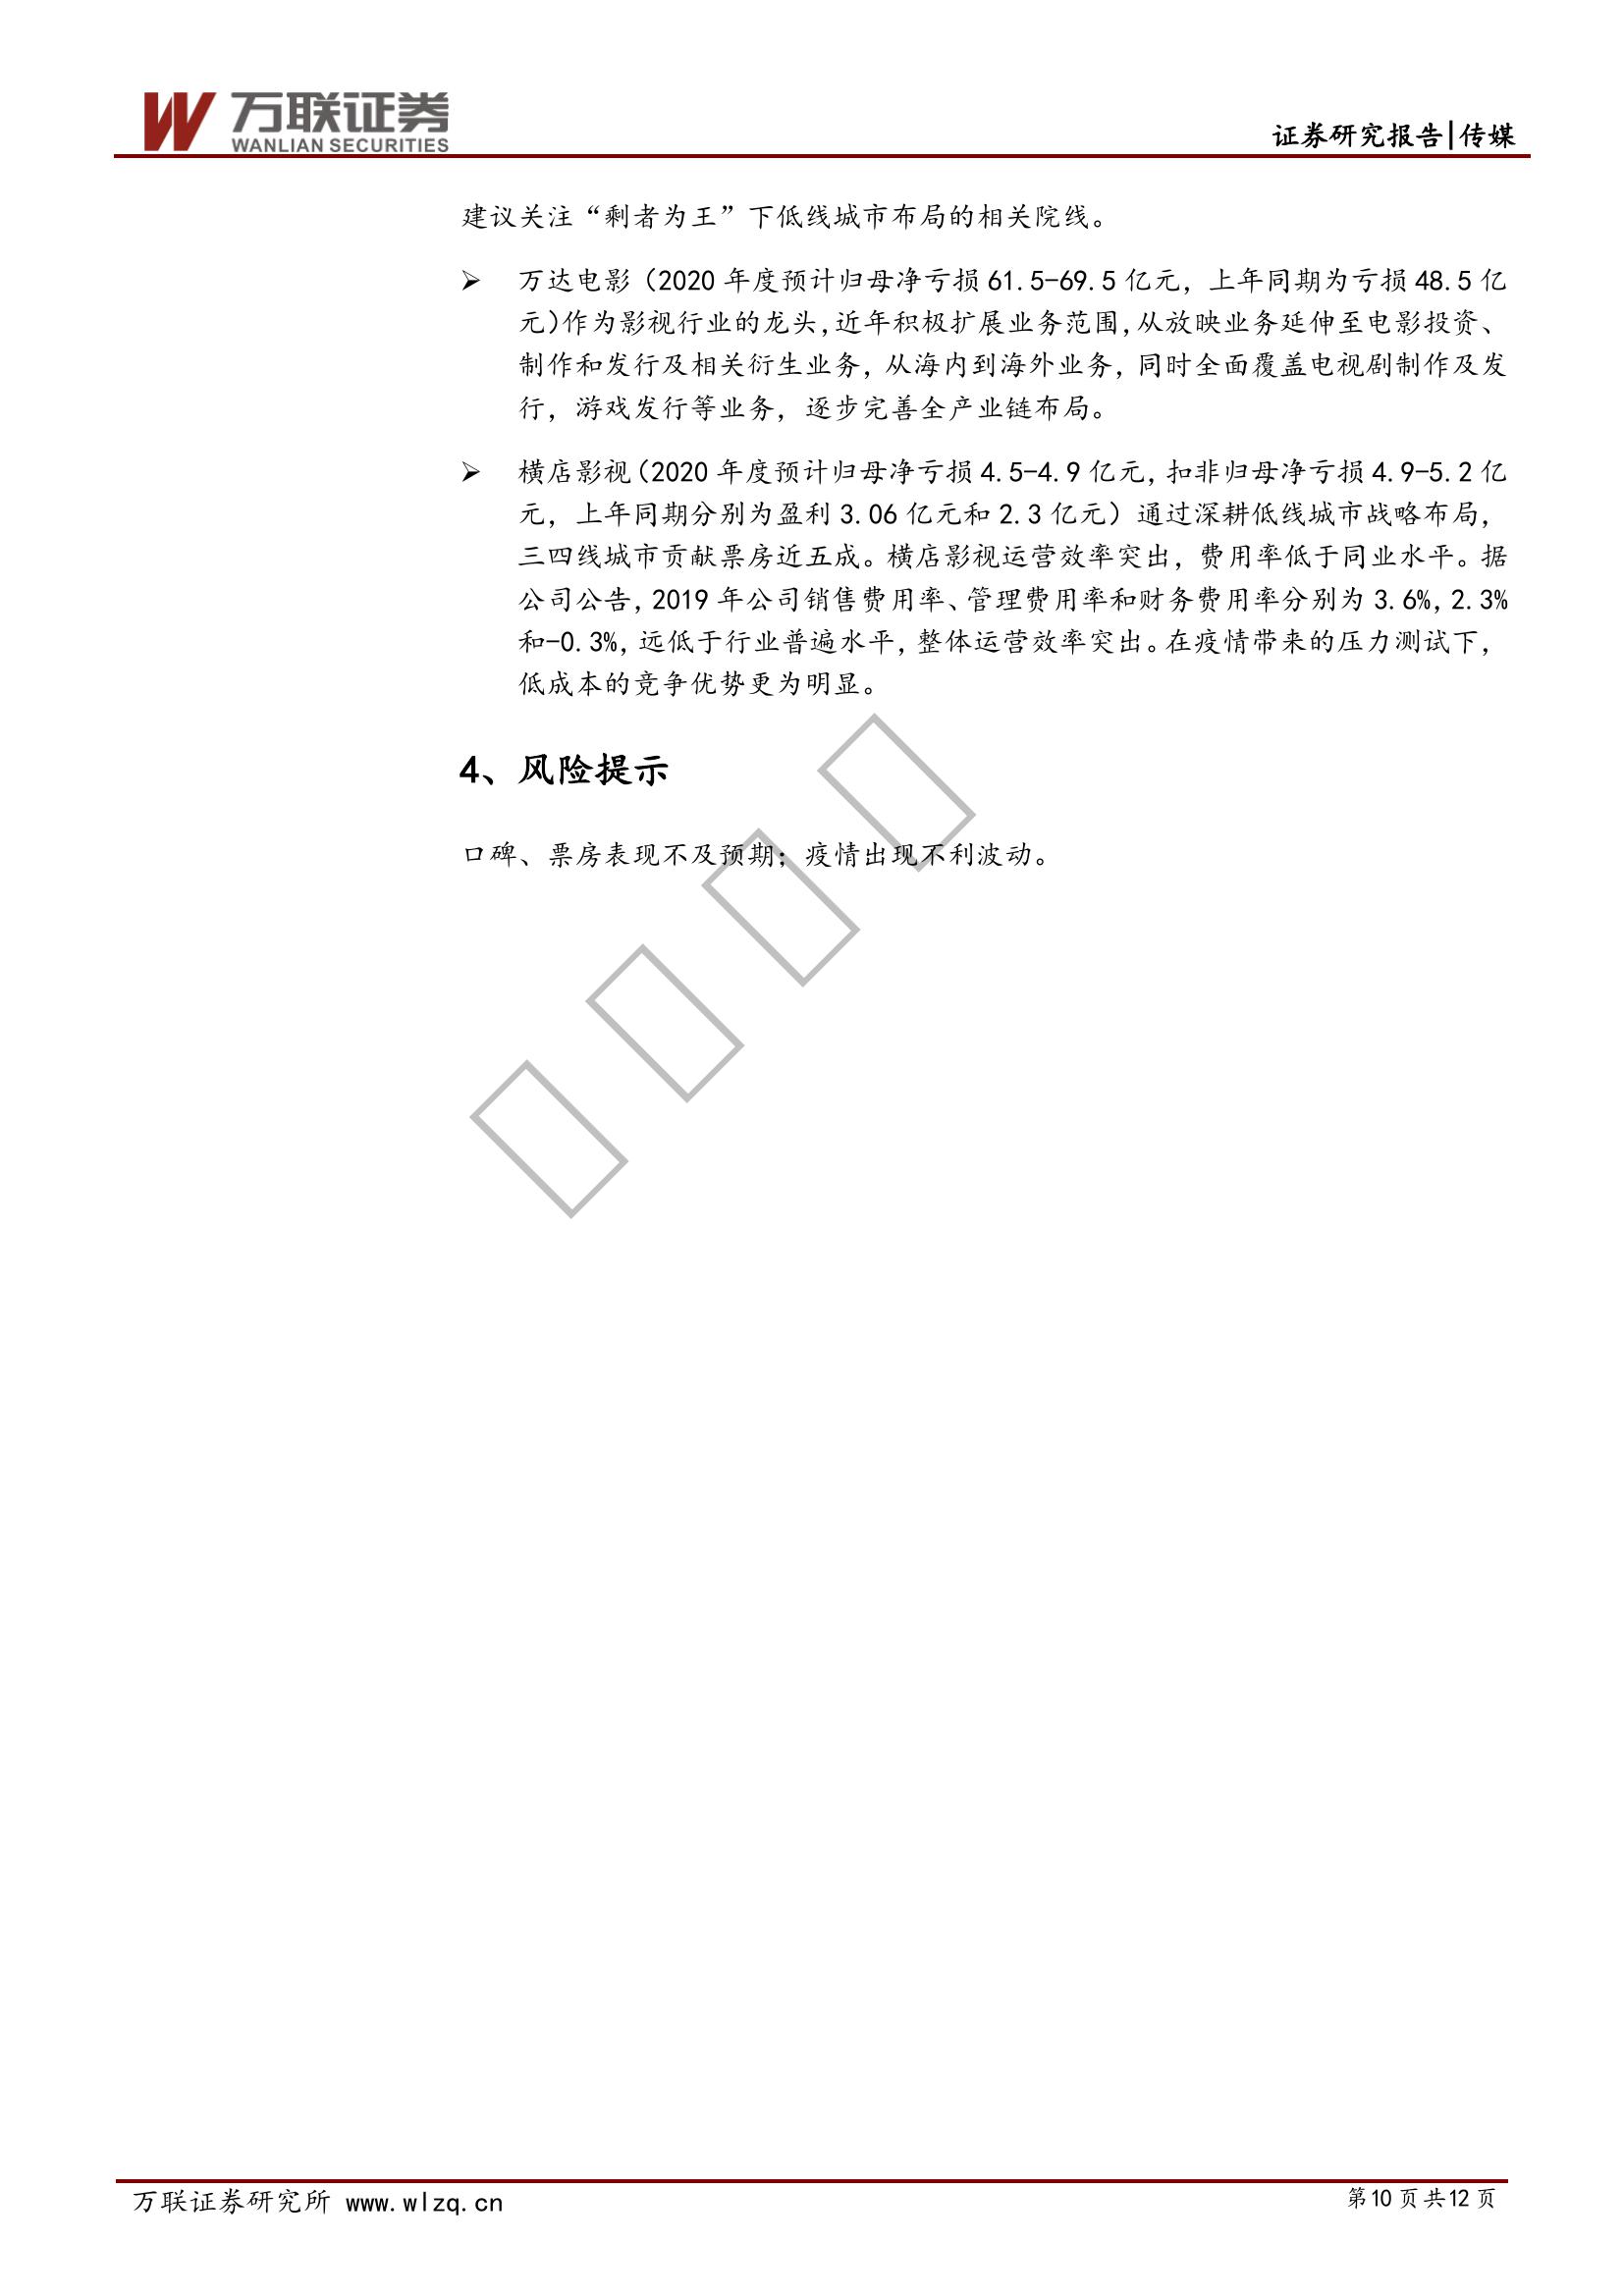 万联证券
WANLIAN SECURITIES
证券研究报告|传媒
建议关注“剩者为王”下低线城市布局的相关院线。
➢ 万达电影（2020 年度预计归母净亏损 61.5-69.5 亿元，上年同期为亏损 48.5 亿
元）作为影视行业的龙头，近年积极扩展业务范围，从放映业务延伸至电影投资、
制作和发行及相关衍生业务，从海内到海外业务，同时全面覆盖电视剧制作及发
行，游戏发行等业务，逐步完善全产业链布局。
➢ 横店影视（2020 年度预计归母净亏损 4.5-4.9 亿元，扣非归母净亏损 4.9-5.2 亿
元，上年同期分别为盈利 3.06 亿元和 2.3 亿元）通过深耕低线城市战略布局，
三四线城市贡献票房近五成。横店影视运营效率突出，费用率低于同业水平。据
公司公告，2019 年公司销售费用率、管理费用率和财务费用率分别为 3.6%，2.3%
和-0.3%，远低于行业普遍水平，整体运营效率突出。在疫情带来的压力测试下，
低成本的竞争优势更为明显。
4、风险提示
口碑、票房表现不及预期；疫情出现不利波动。
万联证券研究所 www.wlzq.cn
第 10 页 共 12 页